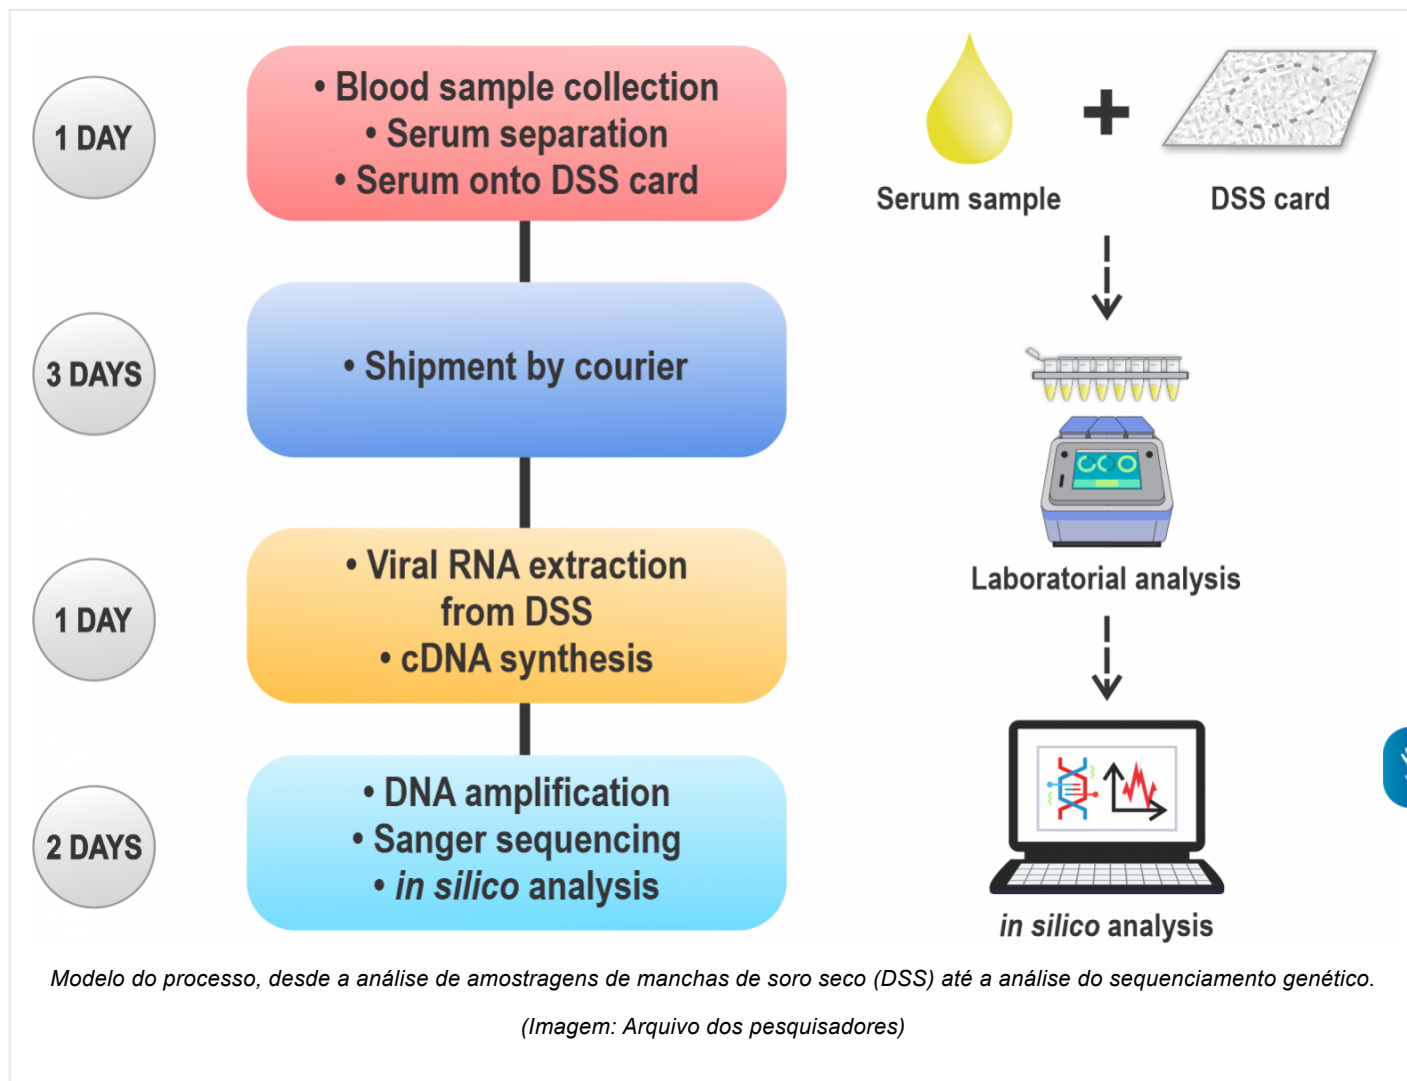 1 DAY
• Blood sample collection
• Serum separation
• Serum onto DSS card
Serum sample
+
DSS card
3 DAYS
• Shipment by courier
1 DAY
• Viral RNA extraction
from DSS
• cDNA synthesis
Laboratorial analysis
2 DAYS
• DNA amplification
• Sanger sequencing
• in silico analysis
in silico analysis
Modelo do processo, desde a análise de amostragens de manchas de soro seco (DSS) até a análise do sequenciamento genético.
(Imagem: Arquivo dos pesquisadores)